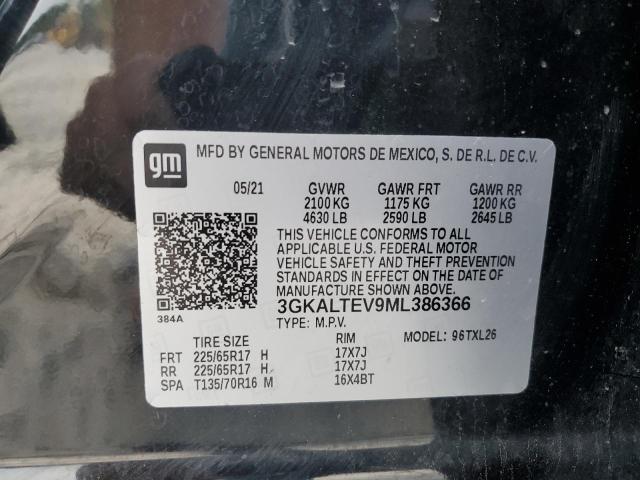 gm MFD BY GENERAL MOTORS DE MEXICO, S. DE R.L. DE C.V.
05/21 GVWR GAWR FRT GAWR RR
2100 KG 1175 KG 1200 KG
4630 LB 2590 LB 2645 LB
THIS VEHICLE CONFORMS TO ALL
APPLICABLE U.S. FEDERAL MOTOR
VEHICLE SAFETY AND THEFT PREVENTION
STANDARDS IN EFFECT ON THE DATE OF
MANUFACTURE SHOWN ABOVE.
384A 3GKALTEV9ML386366
TYPE: M.P.V. MODEL: 96TXL26
TIRE SIZE RIM
FRT 225/65R17 H 17X7J
RR 225/65R17 H 17X7J
SPA T135/70R16 M 16X4BT